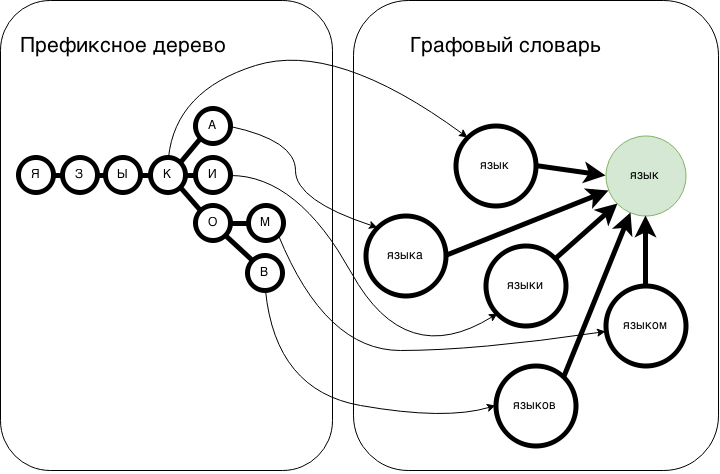 Префиксное дерево
Графовый словарь
А
Я З Ы К И
О М
В
язык
язык
языка
языки
языком
языков